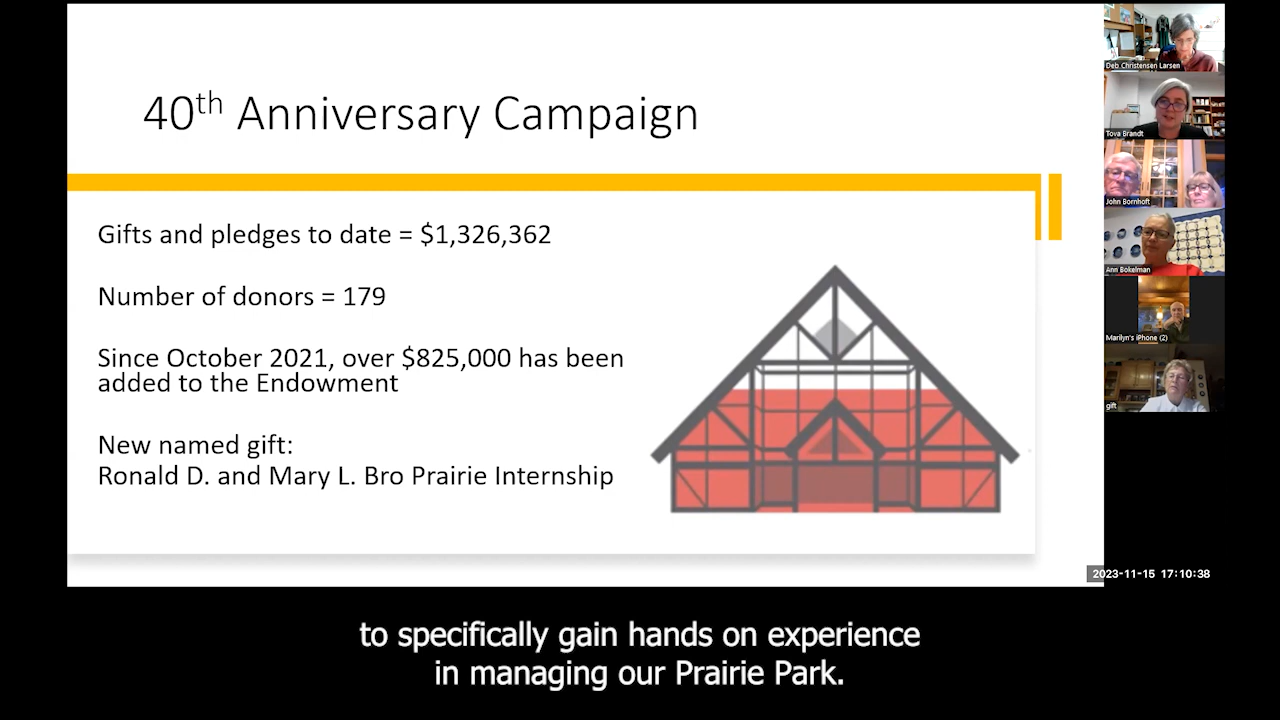 40th Anniversary Campaign
Gifts and pledges to date = $1,326,362
Number of donors = 179
Since October 2021, over $825,000 has been
added to the Endowment
New named gift:
Ronald D. and Mary L. Bro Prairie Internship
Deb Christensen Larsen
Tova Brandt
John Bornhoft
Ann Bokelman
Marilyn's iPhone (2)
gift
2023-11-15 17:10:38
to specifically gain hands on experience
in managing our Prairie Park.